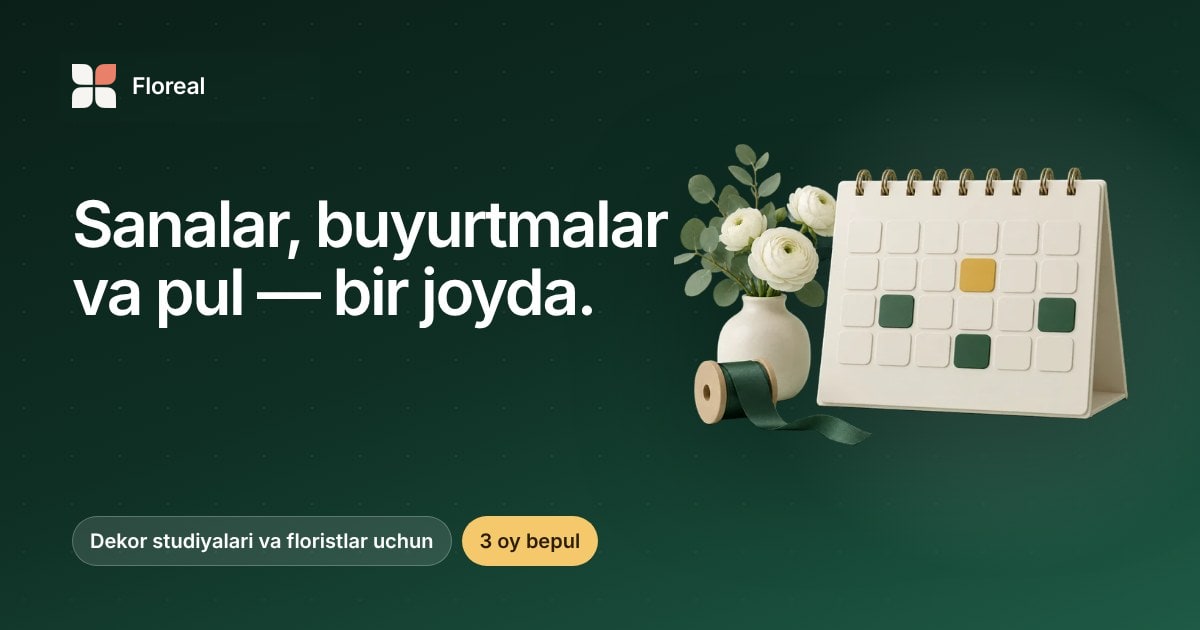 Floreal
Sanalar, buyurtmalar
va pul — bir joyda.
Dekor studiyalari va floristlar uchun
3 oy bepul